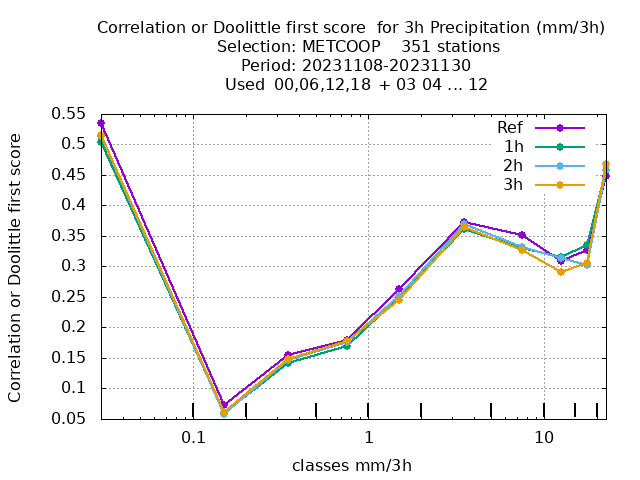 Correlation or Doolittle first score  for 3h Precipitation (mm/3h)
Selection: METCOOP    351 stations
Period: 20231108-20231130
Used  00,06,12,18  + 03 04 ... 12
Correlation or Doolittle first score
0.55
0.5
0.45
0.4
0.35
0.3
0.25
0.2
0.15
0.1
0.05
Ref
1h
2h
3h
0.1
1
10
classes mm/3h